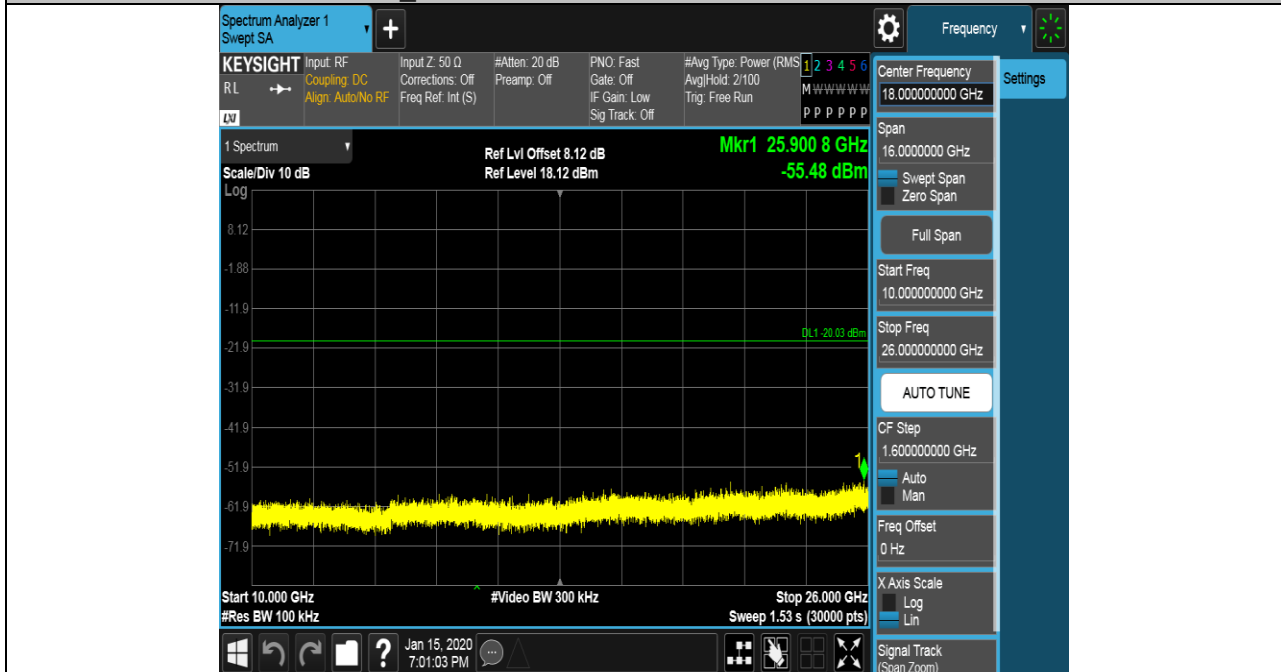 Spectrum Analyzer 1
Swept SA
+
Frequency
KEYSIGHT
RL
LXI
Input: RF
Coupling: DC
Align: Auto/No RF
Input Z: 50 Ω
Corrections: Off
Freq Ref: Int (S)
#Atten: 20 dB
Preamp: Off
PNO: Fast
Gate: Off
IF Gain: Low
Sig Track: Off
#Avg Type: Power (RMS
Avg|Hold: 2/100
Trig: Free Run
1 2 3 4 5 6
M W W W W W
P P P P P P
Center Frequency
18.000000000 GHz
Settings
Span
16.0000000 GHz
Swept Span
Zero Span
Full Span
Start Freq
10.000000000 GHz
Stop Freq
26.000000000 GHz
AUTO TUNE
CF Step
1.600000000 GHz
Auto
Man
Freq Offset
0 Hz
X Axis Scale
Log
Lin
Signal Track
(Span Zoom)
1 Spectrum
Scale/Div 10 dB
Log
Ref Lvl Offset 8.12 dB
Ref Level 18.12 dBm
Mkr1 25.900 8 GHz
-55.48 dBm
8.12
-1.88
-11.9
DL1 -20.03 dBm
-21.9
-31.9
-41.9
-51.9
1
-61.9
-71.9
Start 10.000 GHz
#Video BW 300 kHz
Stop 26.000 GHz
#Res BW 100 kHz
Sweep 1.53 s (30000 pts)
?
Jan 15, 2020
7:01:03 PM